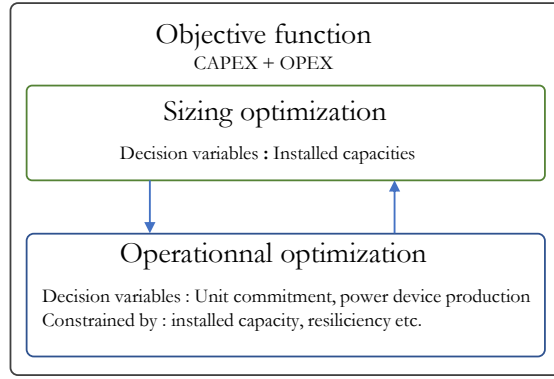 Objective function
CAPEX + OPEX
Sizing optimization
Decision variables : Installed capacities
Operationnal optimization
Decision variables : Unit commitment, power device production
Constrained by : installed capacity, resiliciency etc.